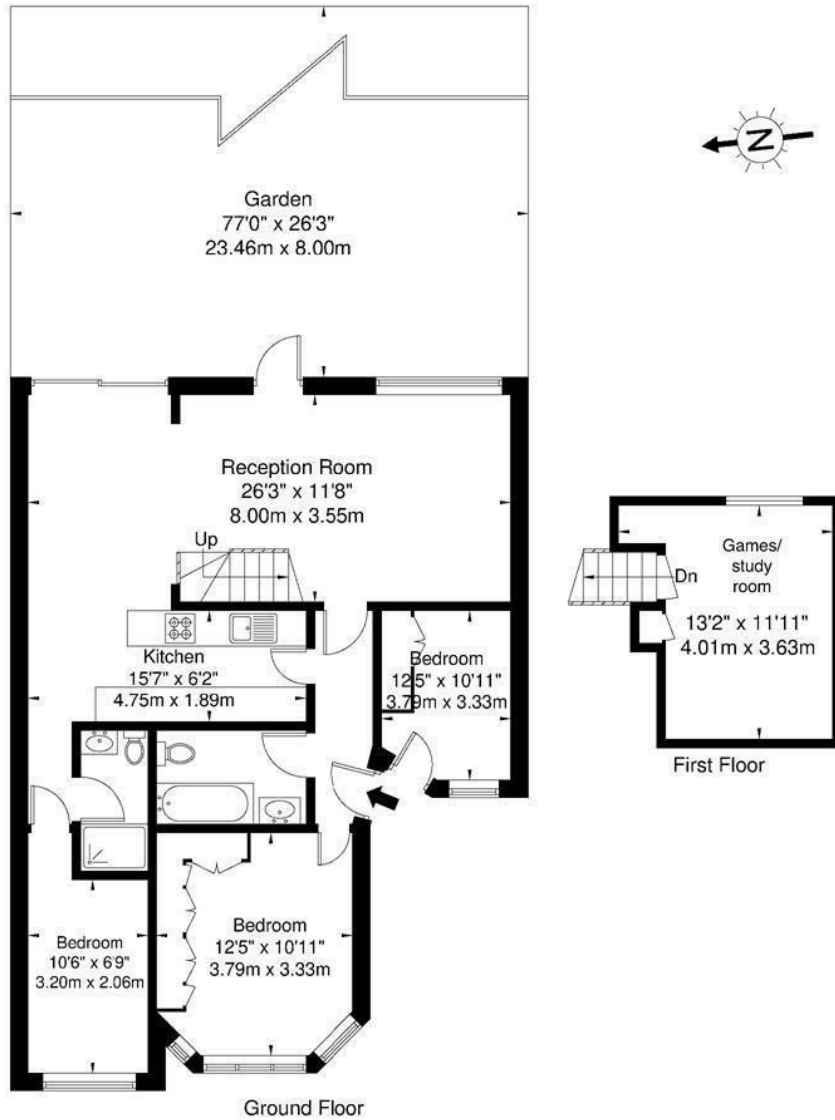 Garden
77'0" x 26'3"
23.46m x 8.00m
N
Reception Room
26'3" x 11'8"
8.00m x 3.55m
Up
Games/
study
room
Dn
13'2" x 11'11"
4.01m x 3.63m
First Floor
Kitchen
15'7" x 6'2"
4.75m x 1.89m
Bedroom
12'5" x 10'11"
3.79m x 3.33m
Bedroom
12'5" x 10'11"
3.79m x 3.33m
Bedroom
10'6" x 6'9"
3.20m x 2.06m
Ground Floor